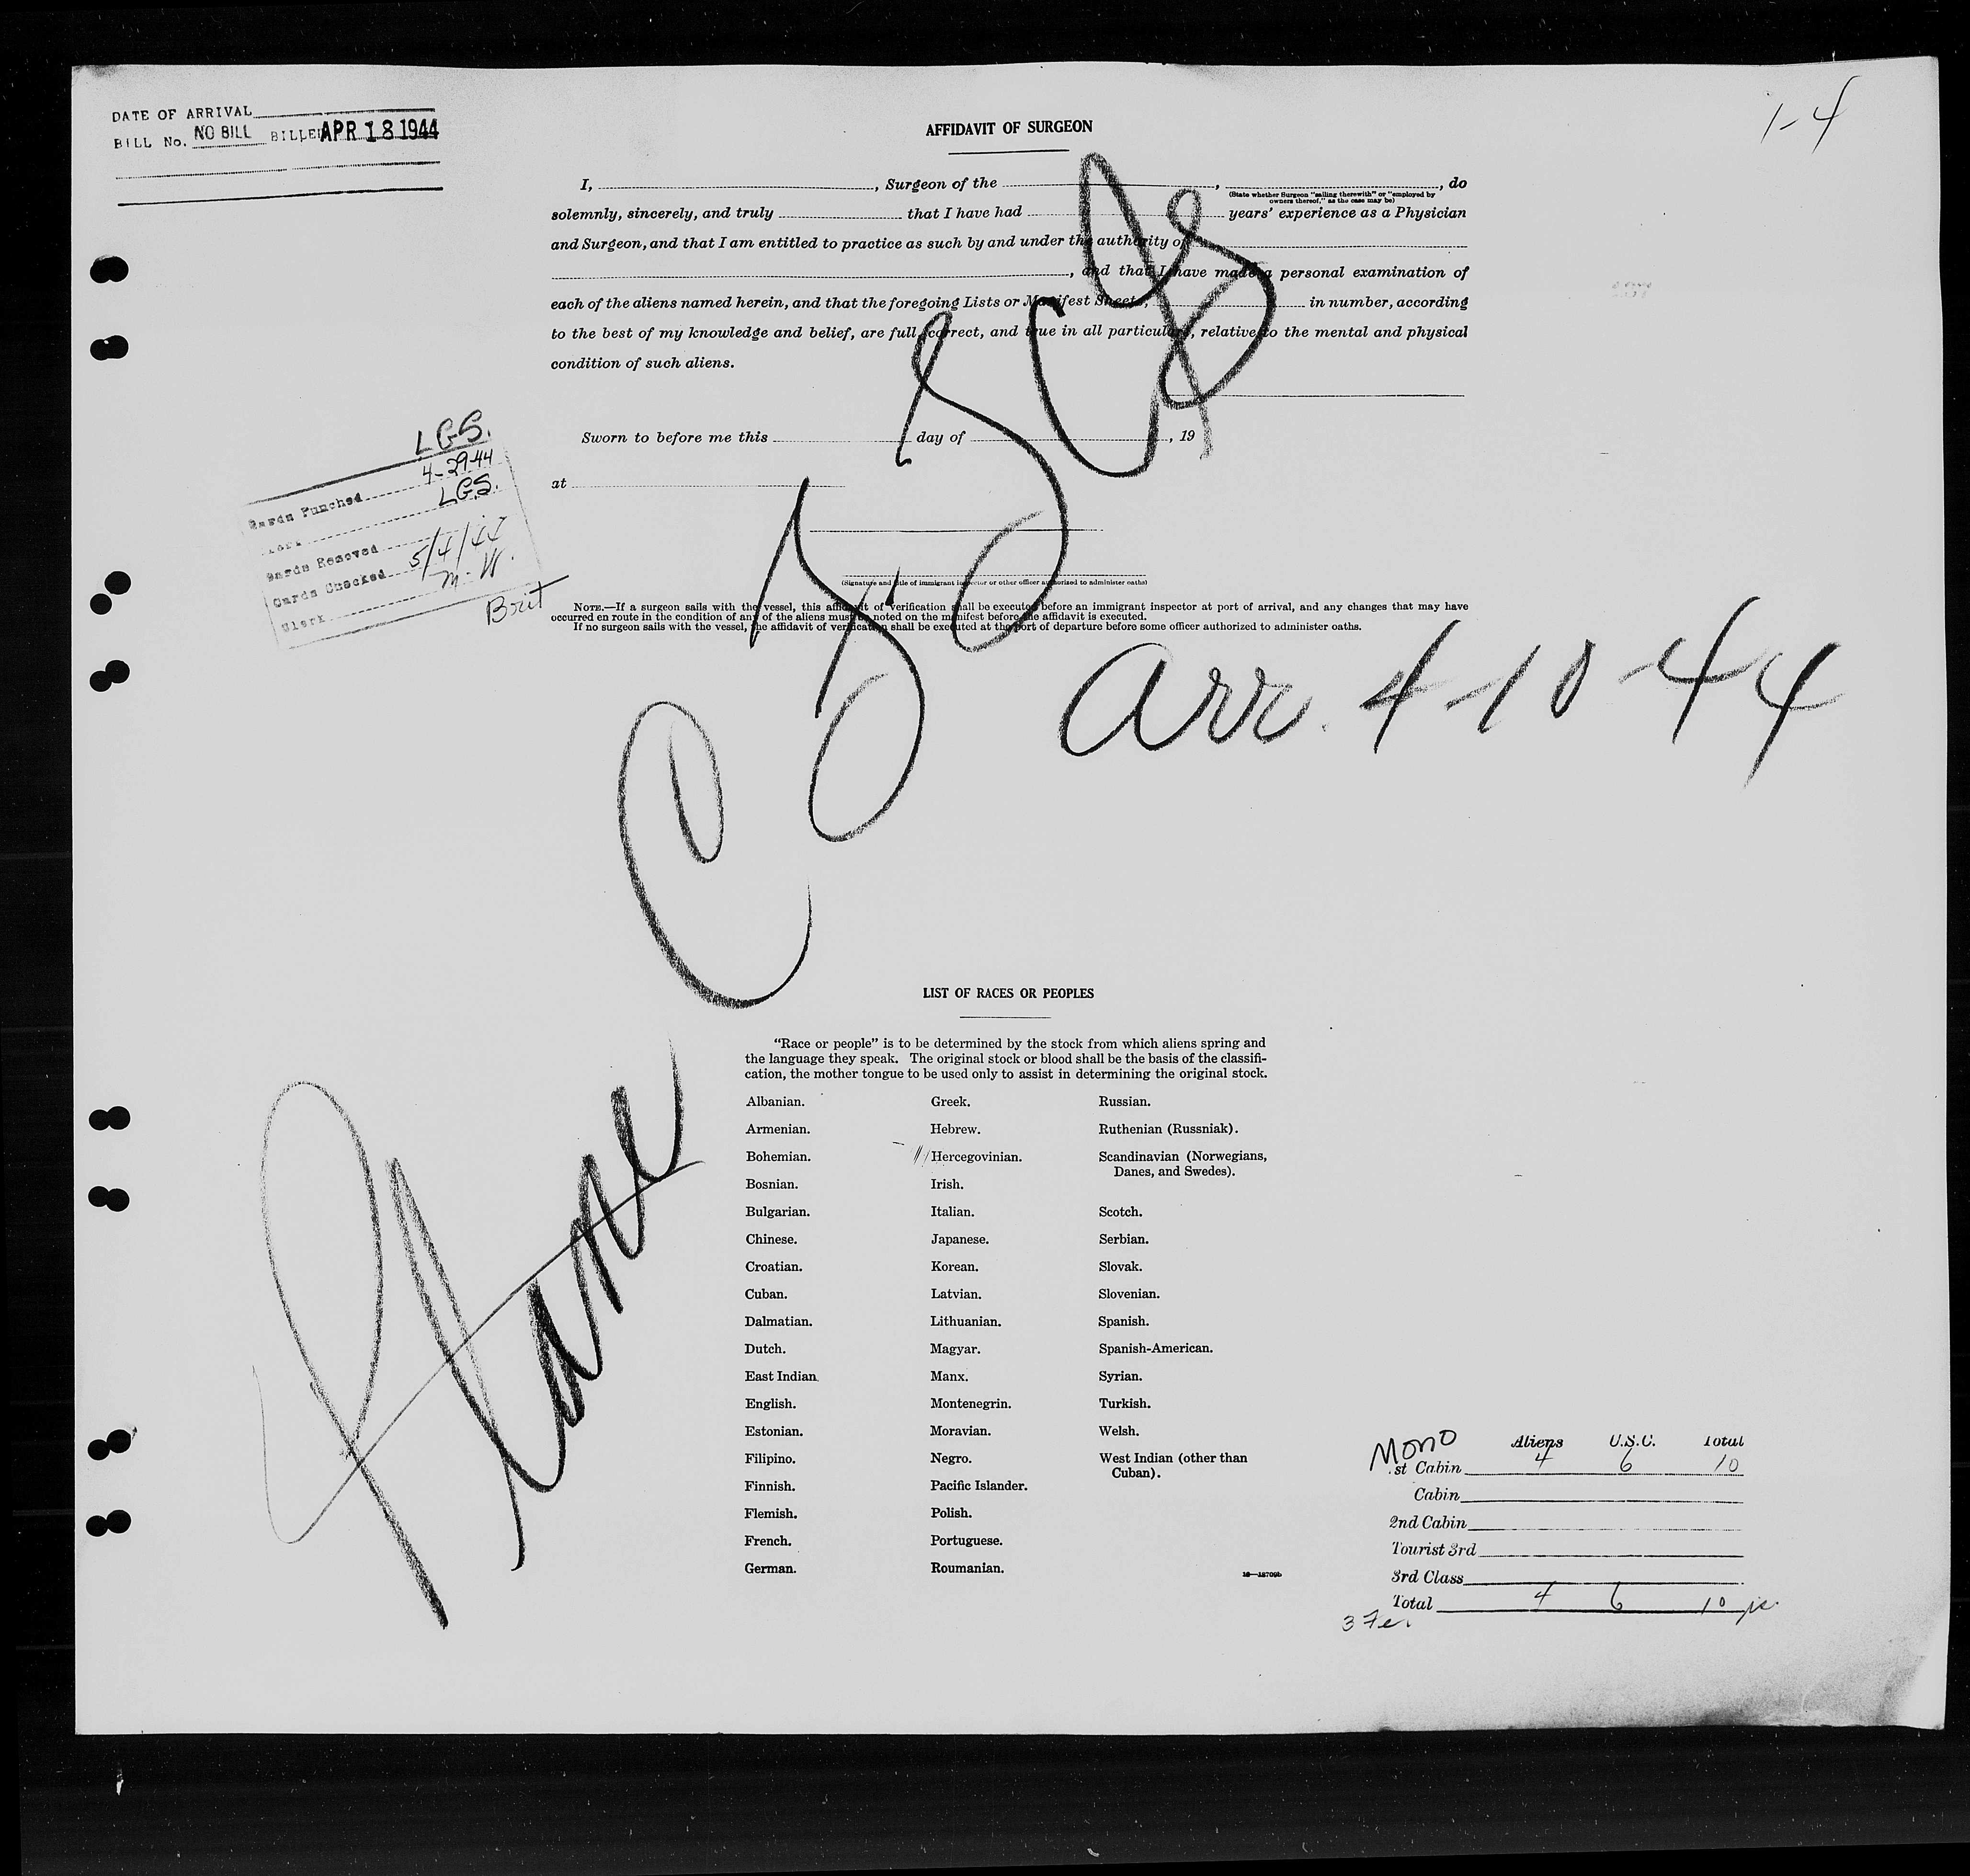 DATE OF ARRIVAL
BILL No. NO BILL BILLED APR 18 1944
1-4
AFFIDAVIT OF SURGEON
I, , Surgeon of the , , do
(State whether Surgeon "sailing therewith" or "employed by
owners thereof," as the case may be)
solemnly, sincerely, and truly that I have had years' experience as a Physician
and Surgeon, and that I am entitled to practice as such by and under the authority of
, and that I have made a personal examination of
each of the aliens named herein, and that the foregoing Lists or Manifest Sheets, in number, according
to the best of my knowledge and belief, are full, correct, and true in all particulars, relative to the mental and physical
condition of such aliens.
Sworn to before me this day of , 19
at
(Signature and title of immigrant inspector or other officer authorized to administer oaths)
NOTE.—If a surgeon sails with the vessel, this affidavit of verification shall be executed before an immigrant inspector at port of arrival, and any changes that may have
occurred en route in the condition of any of the aliens must be noted on the manifest before the affidavit is executed.
If no surgeon sails with the vessel, the affidavit of verification shall be executed at the port of departure before some officer authorized to administer oaths.
LGS.
Cards Punched 4-29-44
Clerk LGS.
Cards Removed
Cards Checked 5/4/44
Clerk M.W.
Brit
Plane
arr. 4-10-44
LIST OF RACES OR PEOPLES
"Race or people" is to be determined by the stock from which aliens spring and
the language they speak. The original stock or blood shall be the basis of the classifi-
cation, the mother tongue to be used only to assist in determining the original stock.
Albanian. Greek. Russian.
Armenian. Hebrew. Ruthenian (Russniak).
Bohemian. Hercegovinian. Scandinavian (Norwegians,
Danes, and Swedes).
Bosnian. Irish.
Bulgarian. Italian. Scotch.
Chinese. Japanese. Serbian.
Croatian. Korean. Slovak.
Cuban. Latvian. Slovenian.
Dalmatian. Lithuanian. Spanish.
Dutch. Magyar. Spanish-American.
East Indian. Manx. Syrian.
English. Montenegrin. Turkish.
Estonian. Moravian. Welsh.
Filipino. Negro. West Indian (other than
Cuban).
Finnish. Pacific Islander.
Flemish. Polish.
French. Portuguese.
German. Roumanian.
Mono Aliens U.S.C. Total
1st Cabin 4 6 10
Cabin
2nd Cabin
Tourist 3rd
3rd Class
Total 4 6 10